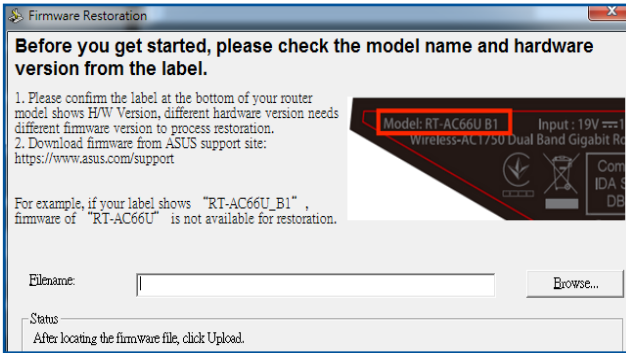 Firmware Restoration
Before you get started, please check the model name and hardware
version from the label.
1. Please confirm the label at the bottom of your router
model shows H/W Version, different hardware version needs
different firmware version to process restoration.
2. Download firmware from ASUS support site:
https://www.asus.com/support
For example, if your label shows “RT-AC66U_B1”,
firmware of “RT-AC66U” is not available for restoration.
Model: RT-AC66U B1 Input : 19V 1
Wireless-AC1750 Dual Band Gigabit Ro
Com
IDA S
DB
Filename:
Browse...
Status
After locating the firmware file, click Upload.